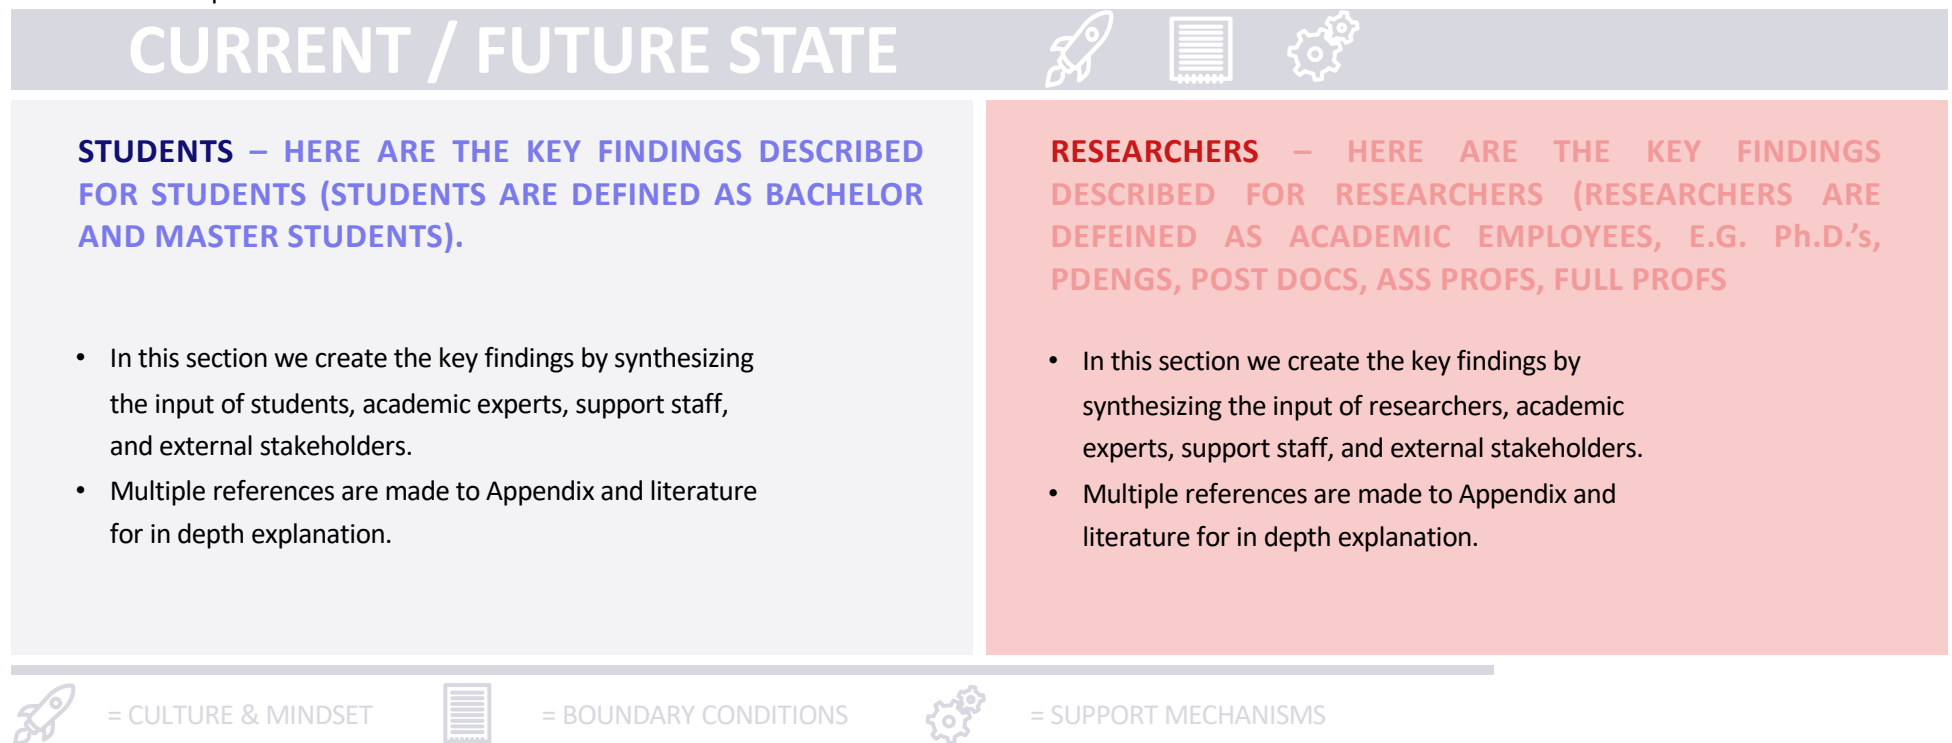 CURRENT / FUTURE STATE
STUDENTS – HERE ARE THE KEY FINDINGS DESCRIBED
FOR STUDENTS (STUDENTS ARE DEFINED AS BACHELOR
AND MASTER STUDENTS).
• In this section we create the key findings by synthesizing
the input of students, academic experts, support staff,
and external stakeholders.
• Multiple references are made to Appendix and literature
for in depth explanation.
RESEARCHERS – HERE ARE THE KEY FINDINGS
DESCRIBED FOR RESEARCHERS (RESEARCHERS ARE
DEFEINED AS ACADEMIC EMPLOYEES, E.G. Ph.D.’s,
PDENGS, POST DOCS, ASS PROFS, FULL PROFS
• In this section we create the key findings by
synthesizing the input of researchers, academic
experts, support staff, and external stakeholders.
• Multiple references are made to Appendix and
literature for in depth explanation.
= CULTURE & MINDSET
= BOUNDARY CONDITIONS
= SUPPORT MECHANISMS